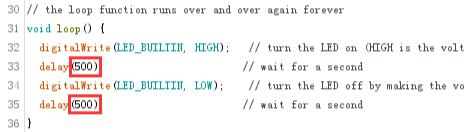 30 // the loop function runs over and over again forever
31 void loop() {
32 digitalWrite(LED_BUILTIN, HIGH); // turn the LED on (HIGH is the volt
33 delay(500) // wait for a second
34 digitalWrite(LED_BUILTIN, LOW); // turn the LED off by making the vo
35 delay(500) // wait for a second
36 }